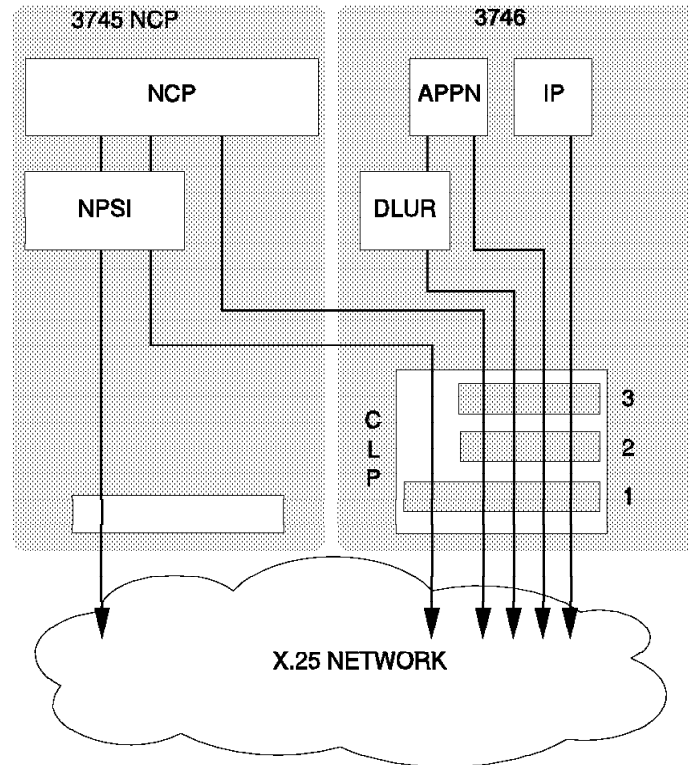 3745 NCP
3746
NCP
APPN
IP
NPSI
DLUR
C
L
P
3
2
1
X.25 NETWORK